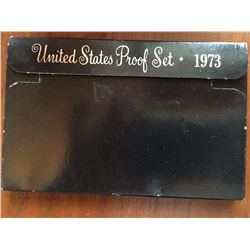 United States Proof Set · 1973